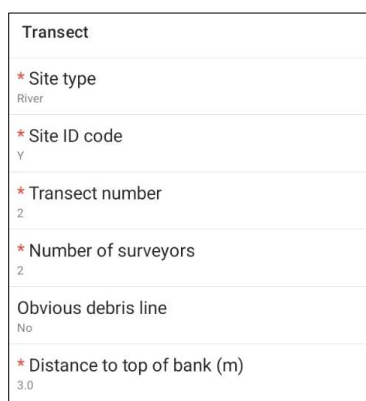 Transect
* Site type
River
* Site ID code
Y
* Transect number
2
* Number of surveyors
2
Obvious debris line
No
* Distance to top of bank (m)
3.0